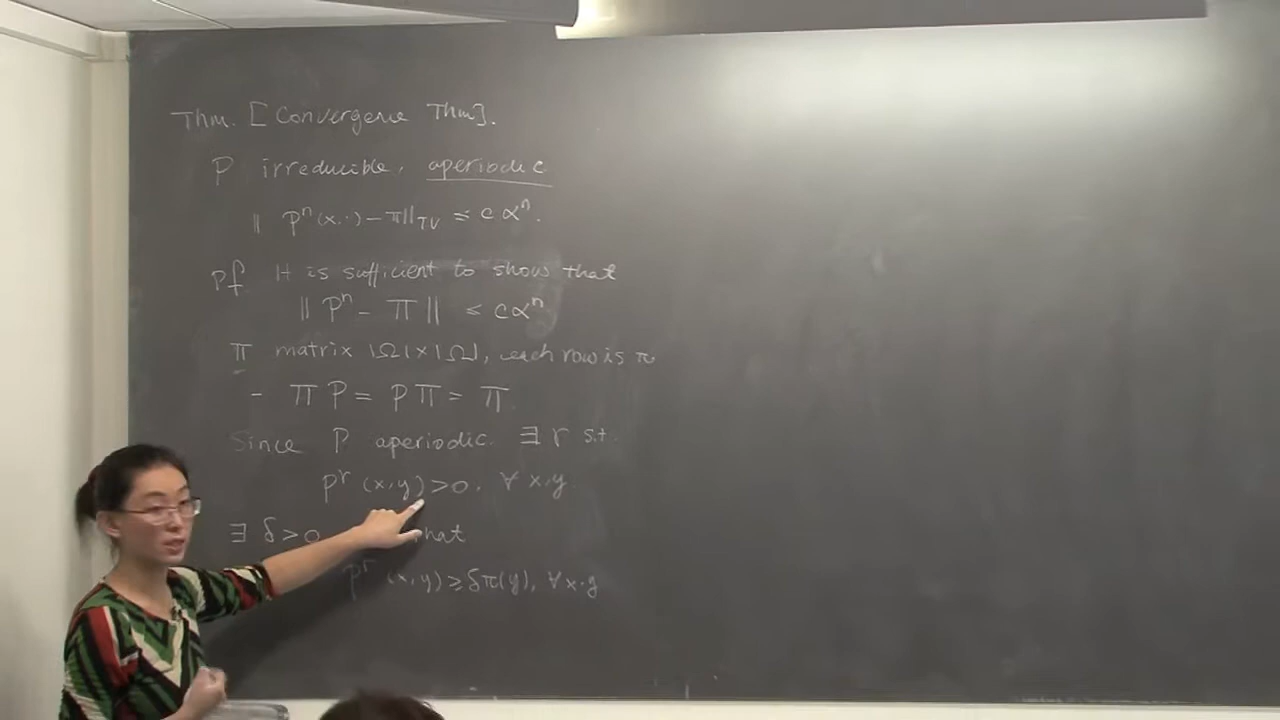 Thm. [Convergence Thm].
P irreducible, aperiodic
‖ Pⁿ(x,·) – π‖_TV ≤ c αⁿ.
pf It is sufficient to show that
‖ Pⁿ – Π ‖ ≤ cαⁿ
Π matrix |Ω|×|Ω|, each row is π
- Π P = P Π = Π
Since P aperiodic. ∃ r s.t.
Pʳ (x,y) > 0. ∀ x,y
∃ δ > 0 hat
Pʳ (x,y) ≥ δπ(y), ∀ x,y